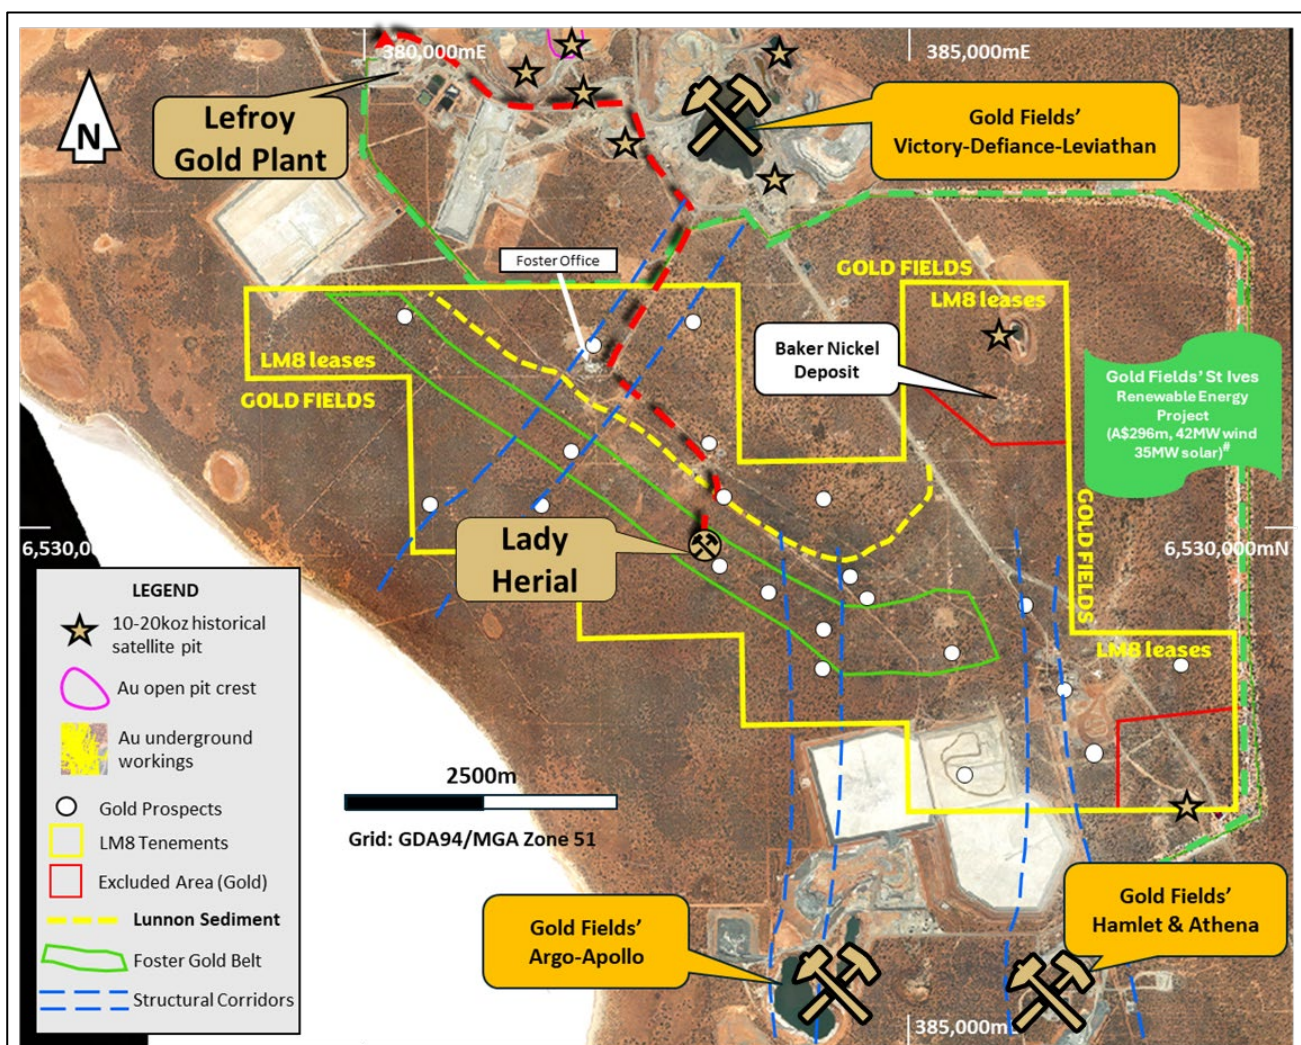 380,000mE
385,000mE
N
Lefroy
Gold Plant
Gold Fields'
Victory-Defiance-Leviathan
Foster Office
GOLD FIELDS
LM8 leases
Baker Nickel
Deposit
LM8 leases
GOLD FIELDS
Gold Fields' St Ives
Renewable Energy
Project
(A$296m, 42MW wind
35MW solar)#
GOLD FIELDS
6,530,00
6,530,000mN
Lady
Herial
LM8 leases
LEGEND
10-20koz historical
satellite pit
Au open pit crest
Au underground
workings
Gold Prospects
LM8 Tenements
Excluded Area (Gold)
Lunnon Sediment
Foster Gold Belt
Structural Corridors
2500m
Grid: GDA94/MGA Zone 51
Gold Fields'
Argo-Apollo
Gold Fields'
Hamlet & Athena
385,000mE